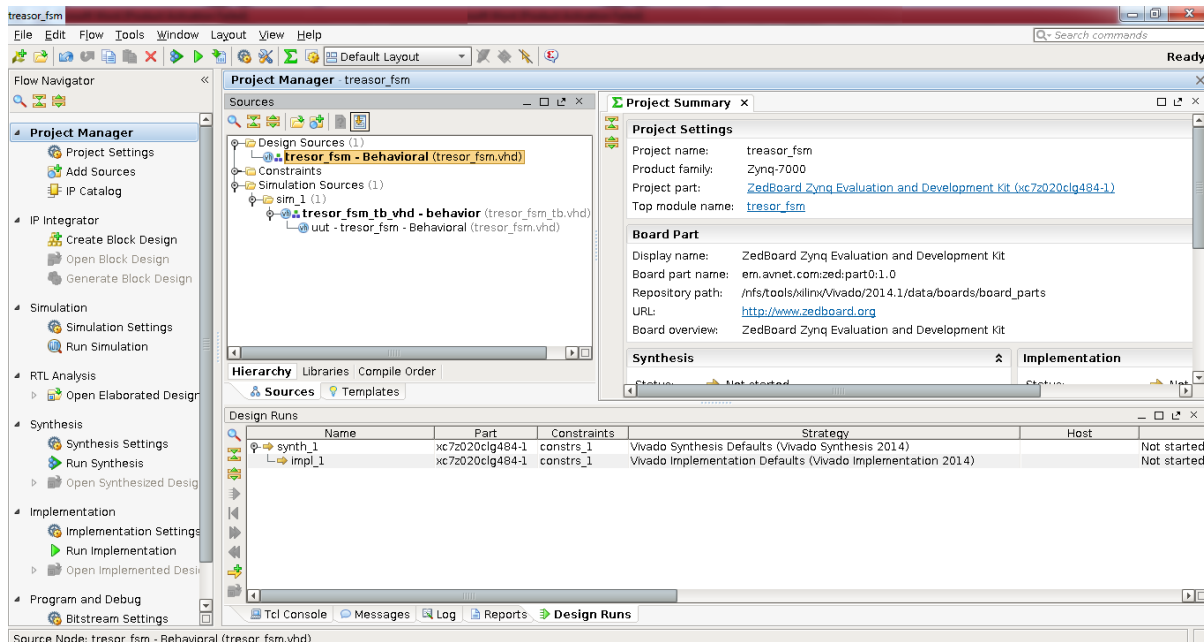 treasor_fsm
File Edit Flow Tools Window Layout View Help
Search commands
Default Layout
Ready
Flow Navigator
Project Manager
Project Settings
Add Sources
IP Catalog
IP Integrator
Create Block Design
Open Block Design
Generate Block Design
Simulation
Simulation Settings
Run Simulation
RTL Analysis
Open Elaborated Design
Synthesis
Synthesis Settings
Run Synthesis
Open Synthesized Desig
Implementation
Implementation Settings
Run Implementation
Open Implemented Desi
Program and Debug
Bitstream Settings
Project Manager - treasor_fsm
Sources
Design Sources (1)
tresor_fsm - Behavioral (tresor_fsm.vhd)
Constraints
Simulation Sources (1)
sim_1 (1)
tresor_fsm_tb_vhd - behavior (tresor_fsm_tb.vhd)
uut - tresor_fsm - Behavioral (tresor_fsm.vhd)
Hierarchy Libraries Compile Order
Sources Templates
Σ Project Summary
Project Settings
Project name: treasor_fsm
Product family: Zynq-7000
Project part: ZedBoard Zynq Evaluation and Development Kit (xc7z020clg484-1)
Top module name: tresor_fsm
Board Part
Display name: ZedBoard Zynq Evaluation and Development Kit
Board part name: em.avnet.com:zed:part0:1.0
Repository path: /nfs/tools/xilinx/Vivado/2014.1/data/boards/board_parts
URL: http://www.zedboard.org
Board overview: ZedBoard Zynq Evaluation and Development Kit
Synthesis Implementation
Status: Not started Status: Not
Design Runs
Name Part Constraints Strategy Host
synth_1 xc7z020clg484-1 constrs_1 Vivado Synthesis Defaults (Vivado Synthesis 2014) Not started
impl_1 xc7z020clg484-1 constrs_1 Vivado Implementation Defaults (Vivado Implementation 2014) Not started
Tcl Console Messages Log Reports Design Runs
Source Node: tresor_fsm - Behavioral (tresor_fsm.vhd)